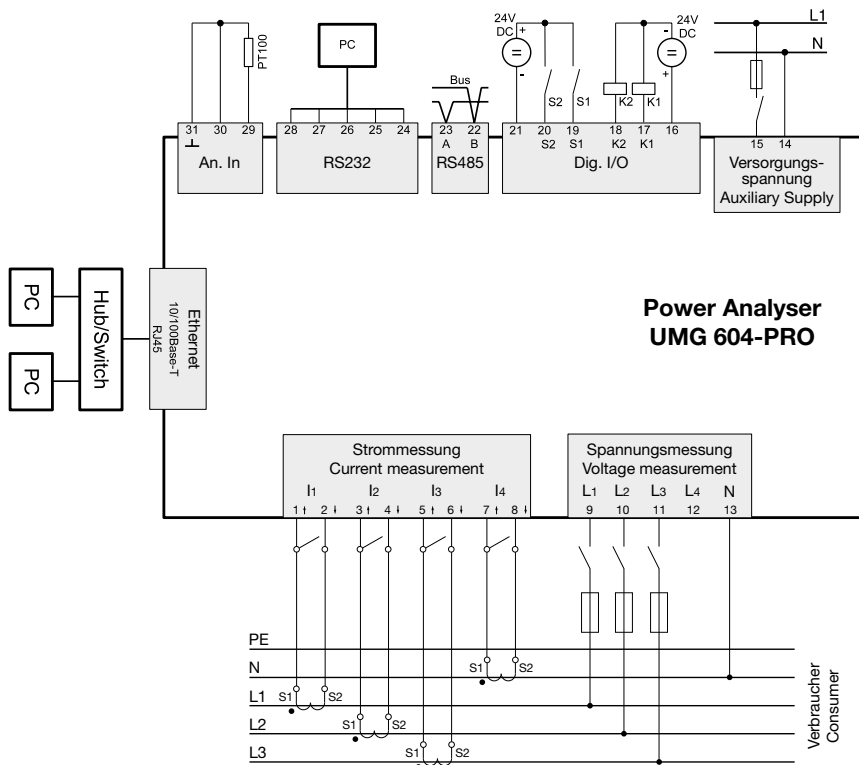 L1
N
24V
DC
+
-
=
24V
DC
-
+
=
PT100
PC
Bus
S2
S1
K2
K1
31
30
29
28
27
26
25
24
23
22
21
20
19
18
17
16
15
14
A
B
S2
S1
K2
K1
An. In
RS232
RS485
Dig. I/O
Versorgungs-
spannung
Auxiliary Supply
PC
PC
Hub/Switch
Ethernet
10/100Base-T
RJ45
Power Analyser
UMG 604-PRO
Strommessung
Current measurement
I1
I2
I3
I4
1
2
3
4
5
6
7
8
Spannungsmessung
Voltage measurement
L1
L2
L3
L4
N
9
10
11
12
13
PE
N
S1
S2
L1
S1
S2
L2
S1
S2
L3
S1
S2
Verbraucher
Consumer